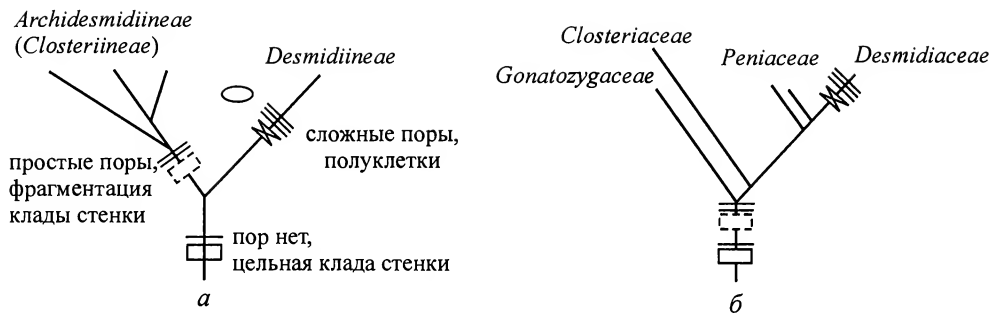 Archidesmidiineae
(Closteriineae)
Desmidiineae
сложные поры,
полуклетки
простые поры,
фрагментация
клады стенки
пор нет,
цельная клада стенки
а
Closteriaceae
Gonatozygaceae
Peniaceae
Desmidiaceae
б